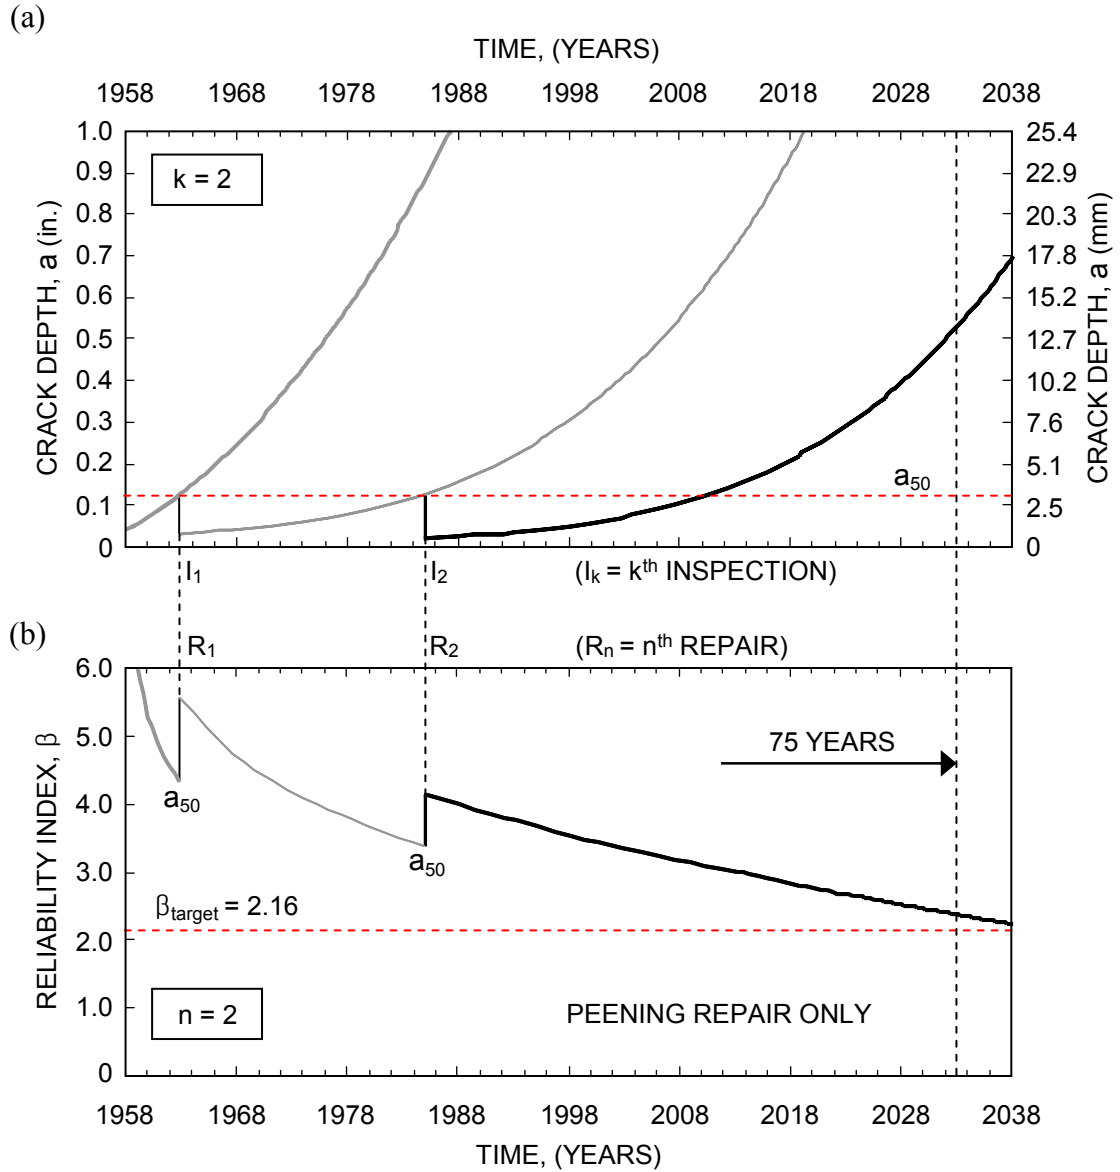 (a)
TIME, (YEARS)
1958 1968 1978 1988 1998 2008 2018 2028 2038
1.0 25.4
0.9 22.9
0.8 20.3
0.7 17.8
0.6 15.2
0.5 12.7
0.4 10.2
0.3 7.6
0.2 5.1
0.1 2.5
0 0
CRACK DEPTH, a (in.)
CRACK DEPTH, a (mm)
k = 2
a50
I1 I2 (Ik = kth INSPECTION)
(b)
R1 R2 (Rn = nth REPAIR)
6.0
5.0
4.0
3.0
2.0
1.0
0
RELIABILITY INDEX, β
75 YEARS
a50
a50
βtarget = 2.16
n = 2
PEENING REPAIR ONLY
1958 1968 1978 1988 1998 2008 2018 2028 2038
TIME, (YEARS)